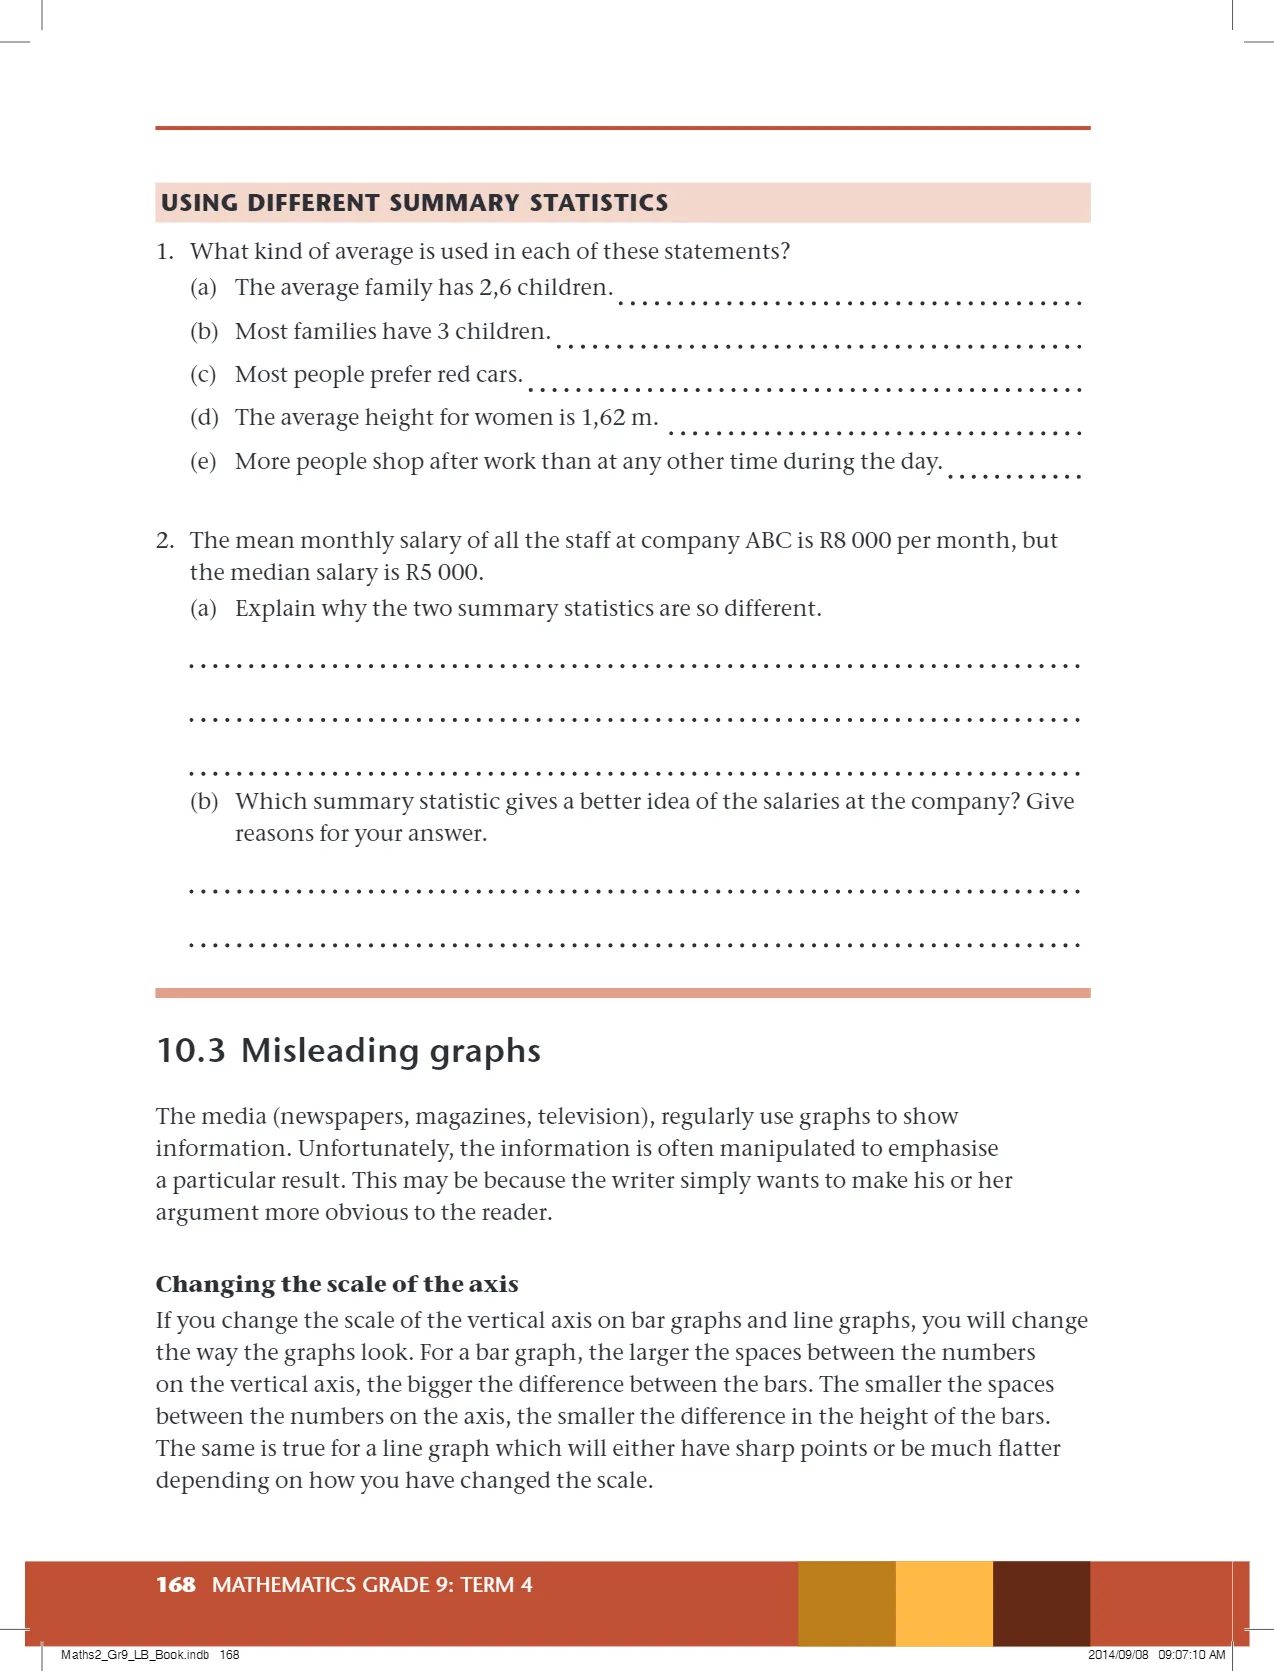 USING DIFFERENT SUMMARY STATISTICS
1. What kind of average is used in each of these statements?
(a) The average family has 2,6 children.
(b) Most families have 3 children.
(c) Most people prefer red cars.
(d) The average height for women is 1,62 m.
(e) More people shop after work than at any other time during the day.
2. The mean monthly salary of all the staff at company ABC is R8 000 per month, but
the median salary is R5 000.
(a) Explain why the two summary statistics are so different.
(b) Which summary statistic gives a better idea of the salaries at the company? Give
reasons for your answer.
10.3 Misleading graphs
The media (newspapers, magazines, television), regularly use graphs to show
information. Unfortunately, the information is often manipulated to emphasise
a particular result. This may be because the writer simply wants to make his or her
argument more obvious to the reader.
Changing the scale of the axis
If you change the scale of the vertical axis on bar graphs and line graphs, you will change
the way the graphs look. For a bar graph, the larger the spaces between the numbers
on the vertical axis, the bigger the difference between the bars. The smaller the spaces
between the numbers on the axis, the smaller the difference in the height of the bars.
The same is true for a line graph which will either have sharp points or be much flatter
depending on how you have changed the scale.
168 MATHEMATICS GRADE 9: TERM 4
Maths2_Gr9_LB_Book.indb 168
2014/09/08 09:07:10 AM